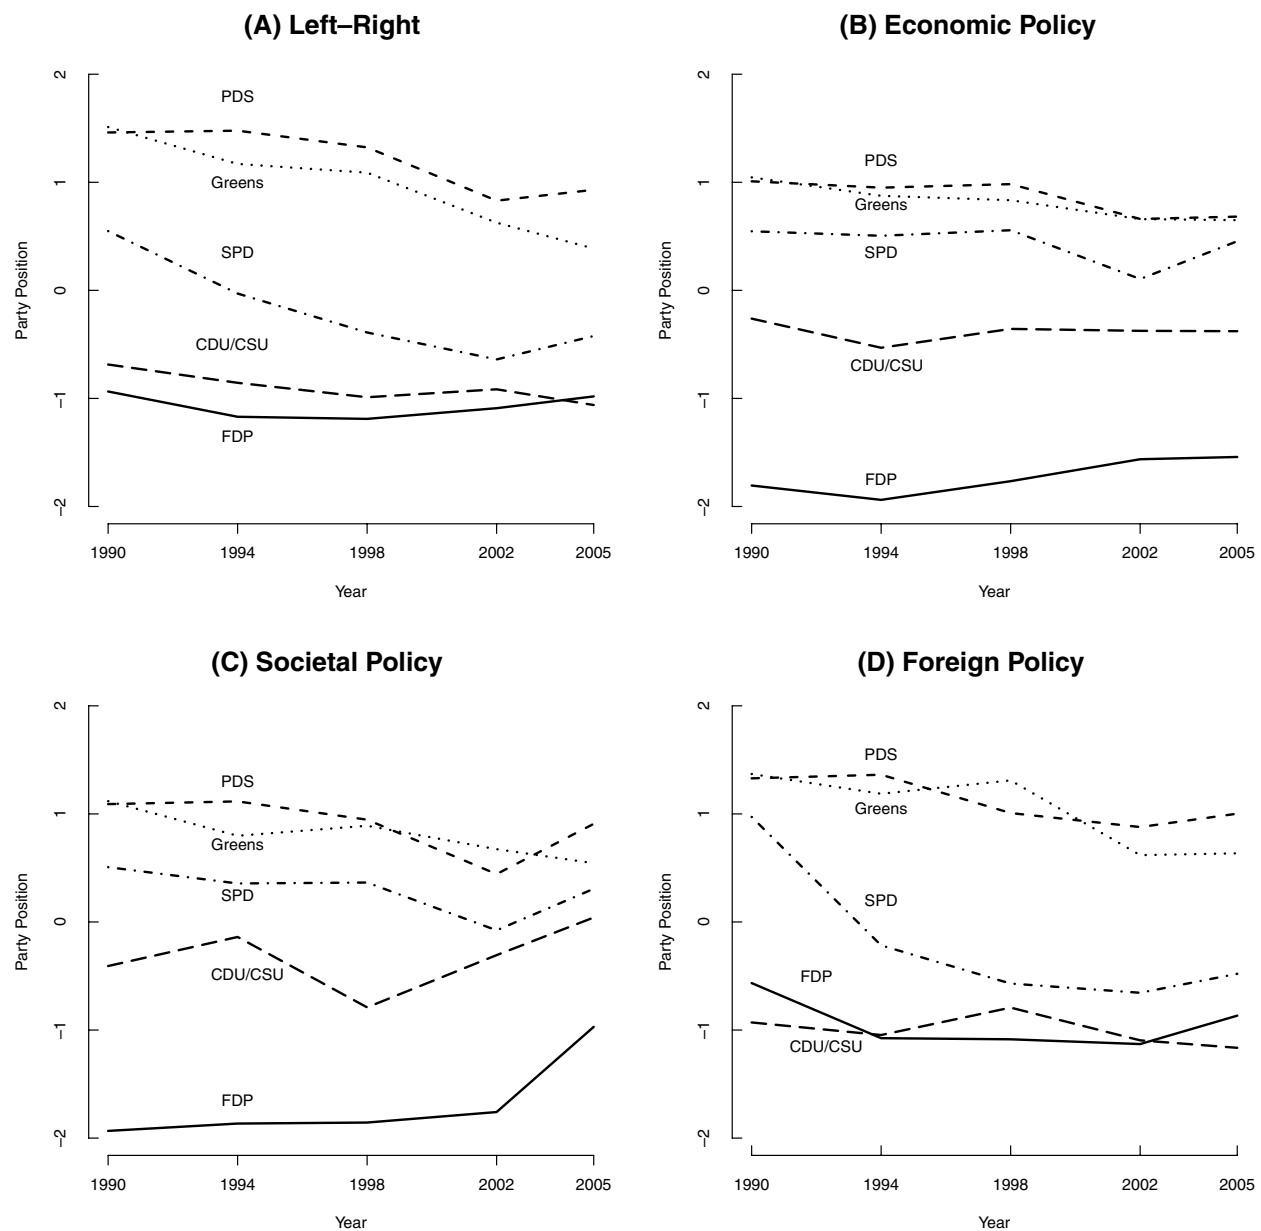 (A) Left–Right
Party Position
2
1
0
−1
−2
PDS
Greens
SPD
CDU/CSU
FDP
1990 1994 1998 2002 2005
Year
(B) Economic Policy
Party Position
2
1
0
−1
−2
PDS
Greens
SPD
CDU/CSU
FDP
1990 1994 1998 2002 2005
Year
(C) Societal Policy
Party Position
2
1
0
−1
−2
PDS
Greens
SPD
CDU/CSU
FDP
1990 1994 1998 2002 2005
Year
(D) Foreign Policy
Party Position
2
1
0
−1
−2
PDS
Greens
SPD
FDP
CDU/CSU
1990 1994 1998 2002 2005
Year